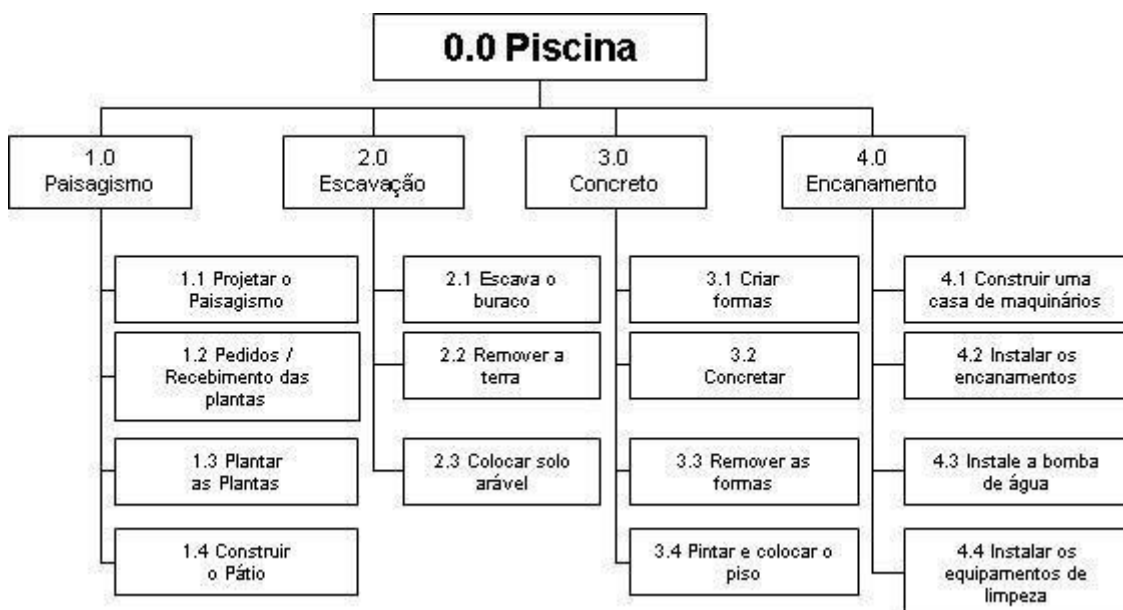 0.0 Piscina
1.0
Paisagismo
2.0
Escavação
3.0
Concreto
4.0
Encanamento
1.1 Projetar o
Paisagismo
1.2 Pedidos /
Recebimento das
plantas
1.3 Plantar
as Plantas
1.4 Construir
o Pátio
2.1 Escava o
buraco
2.2 Remover a
terra
2.3 Colocar solo
arável
3.1 Criar
formas
3.2
Concretar
3.3 Remover as
formas
3.4 Pintar e colocar o
piso
4.1 Construir uma
casa de maquinários
4.2 Instalar os
encanamentos
4.3 Instale a bomba
de água
4.4 Instalar os
equipamentos de
limpeza